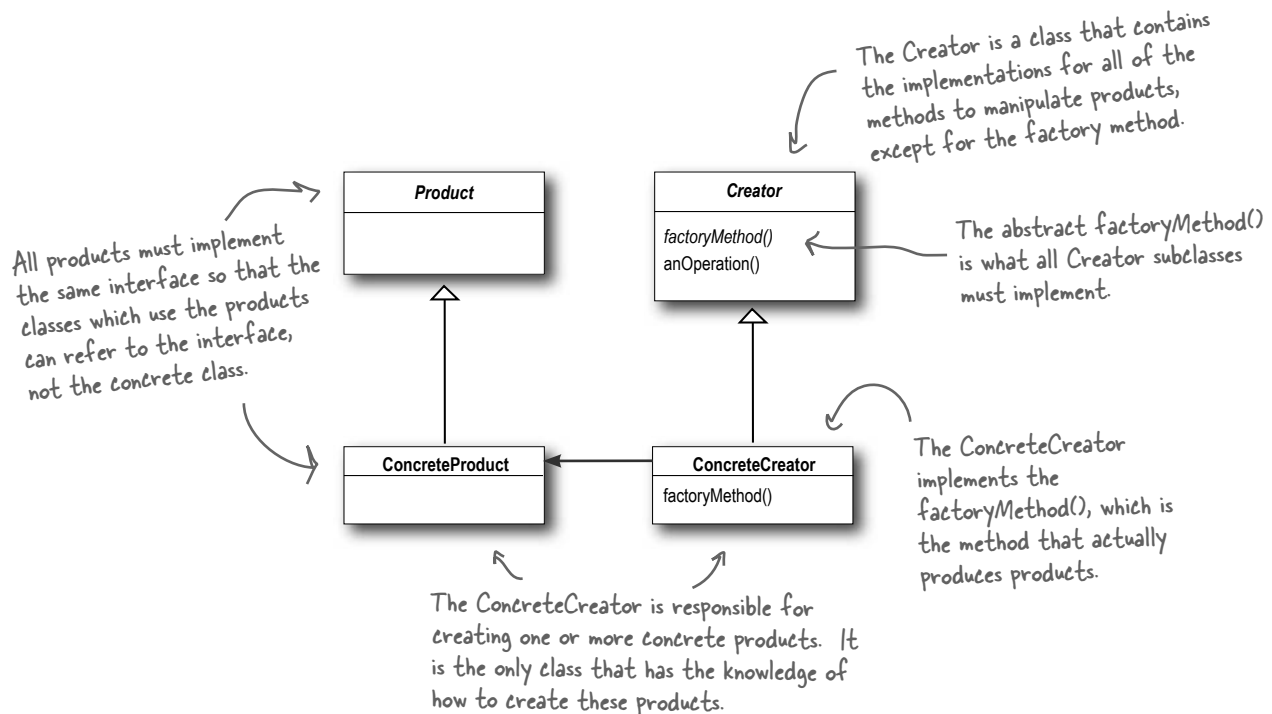 The Creator is a class that contains
the implementations for all of the
methods to manipulate products,
except for the factory method.
Product
Creator
factoryMethod()
anOperation()
The abstract factoryMethod()
is what all Creator subclasses
must implement.
All products must implement
the same interface so that the
classes which use the products
can refer to the interface,
not the concrete class.
ConcreteProduct
ConcreteCreator
factoryMethod()
The ConcreteCreator
implements the
factoryMethod(), which is
the method that actually
produces products.
The ConcreteCreator is responsible for
creating one or more concrete products. It
is the only class that has the knowledge of
how to create these products.